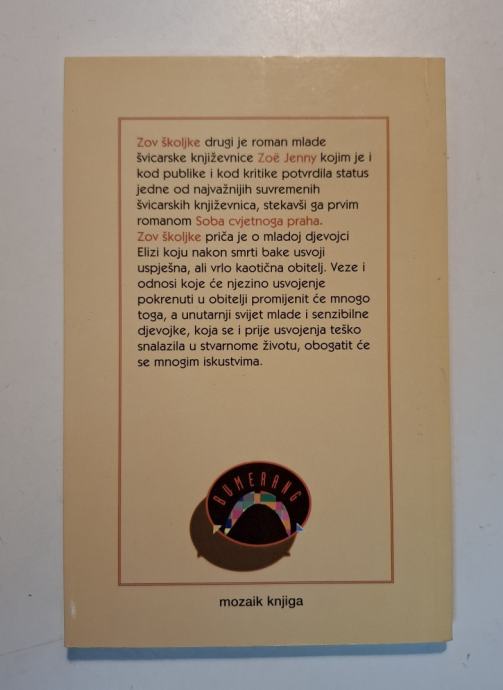 Zov školjke drugi je roman mlade
švicarske književnice Zoë Jenny kojim je i
kod publike i kod kritike potvrdila status
jedne od najvažnijih suvremenih
švicarskih književnica, stekavši ga prvim
romanom Soba cvjetnoga praha.
Zov školjke priča je o mladoj djevojci
Elizi koju nakon smrti bake usvoji
uspješna, ali vrlo kaotična obitelj. Veze i
odnosi koje će njezino usvojenje
pokrenuti u obitelji promijenit će mnogo
toga, a unutarnji svijet mlade i senzibilne
djevojke, koja se i prije usvojenja teško
snalazila u stvarnome životu, obogatit će
se mnogim iskustvima.
BUMERANG
mozaik knjiga